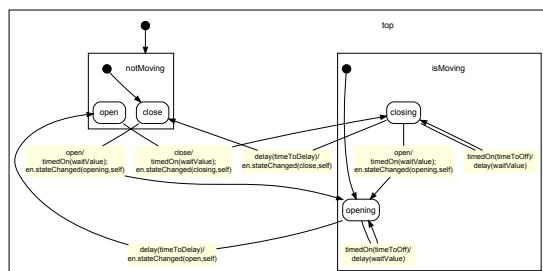 top
notMoving
isMoving
open
close
closing
open/
timedOn(waitValue);
en.stateChanged(opening,self)
close/
timedOn(waitValue);
en.stateChanged(closing,self)
delay(timeToDelay)/
en.stateChanged(close,self)
open/
timedOn(waitValue);
en.stateChanged(opening,self)
timedOn(timeToOff)/
delay(waitValue)
opening
delay(timeToDelay)/
en.stateChanged(open,self)
timedOn(timeToOff)/
delay(waitValue)